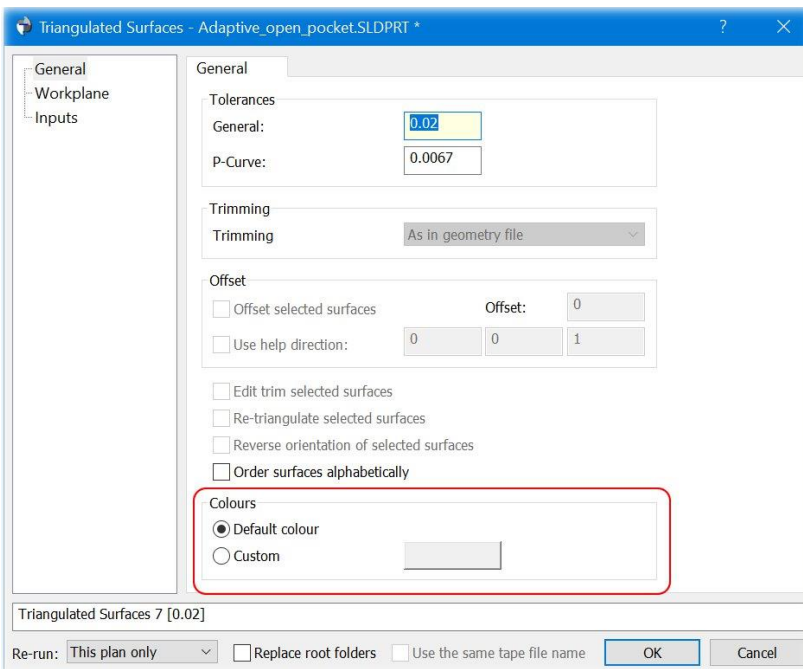 Triangulated Surfaces - Adaptive_open_pocket.SLDPRT *
General
Workplane
Inputs
General
Tolerances
General: 0.02
P-Curve: 0.0067
Trimming
Trimming As in geometry file
Offset
Offset selected surfaces Offset: 0
Use help direction: 0 0 1
Edit trim selected surfaces
Re-triangulate selected surfaces
Reverse orientation of selected surfaces
Order surfaces alphabetically
Colours
Default colour
Custom
Triangulated Surfaces 7 [0.02]
Re-run: This plan only Replace root folders Use the same tape file name OK Cancel